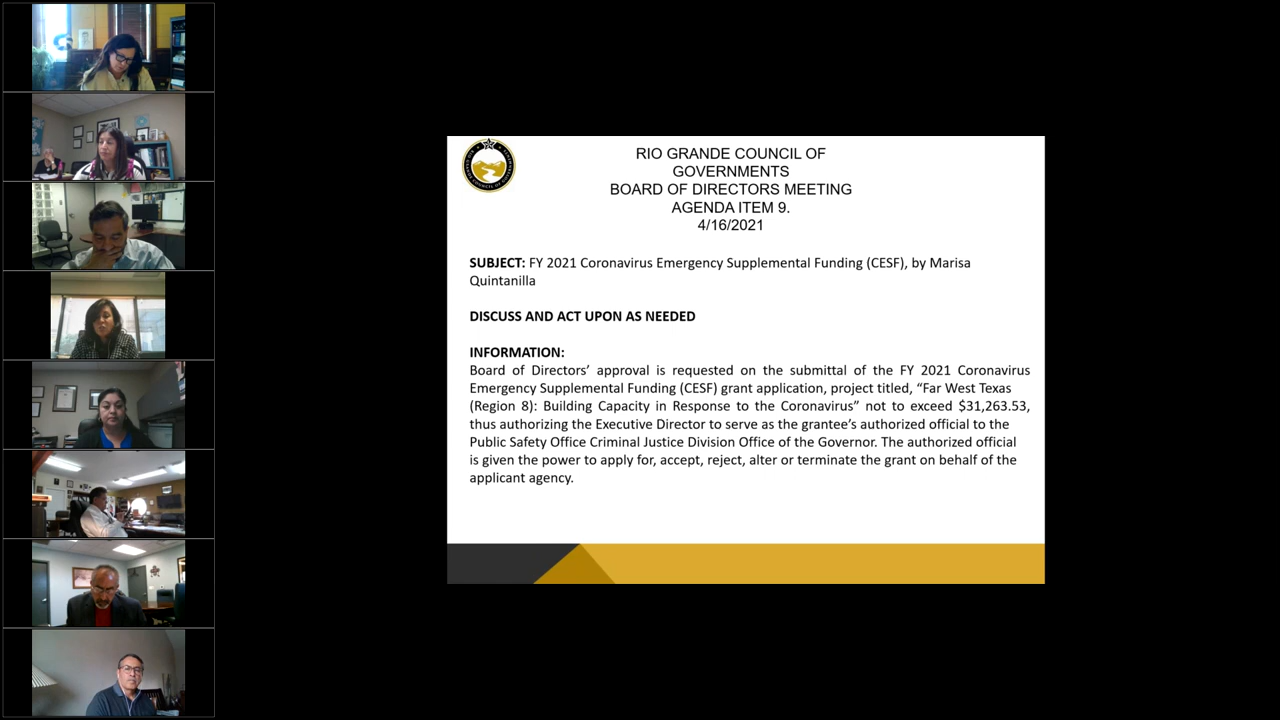 RIO GRANDE COUNCIL OF
GOVERNMENTS
BOARD OF DIRECTORS MEETING
AGENDA ITEM 9.
4/16/2021
SUBJECT: FY 2021 Coronavirus Emergency Supplemental Funding (CESF), by Marisa
Quintanilla
DISCUSS AND ACT UPON AS NEEDED
INFORMATION:
Board of Directors’ approval is requested on the submittal of the FY 2021 Coronavirus
Emergency Supplemental Funding (CESF) grant application, project titled, “Far West Texas
(Region 8): Building Capacity in Response to the Coronavirus” not to exceed $31,263.53,
thus authorizing the Executive Director to serve as the grantee’s authorized official to the
Public Safety Office Criminal Justice Division Office of the Governor. The authorized official
is given the power to apply for, accept, reject, alter or terminate the grant on behalf of the
applicant agency.